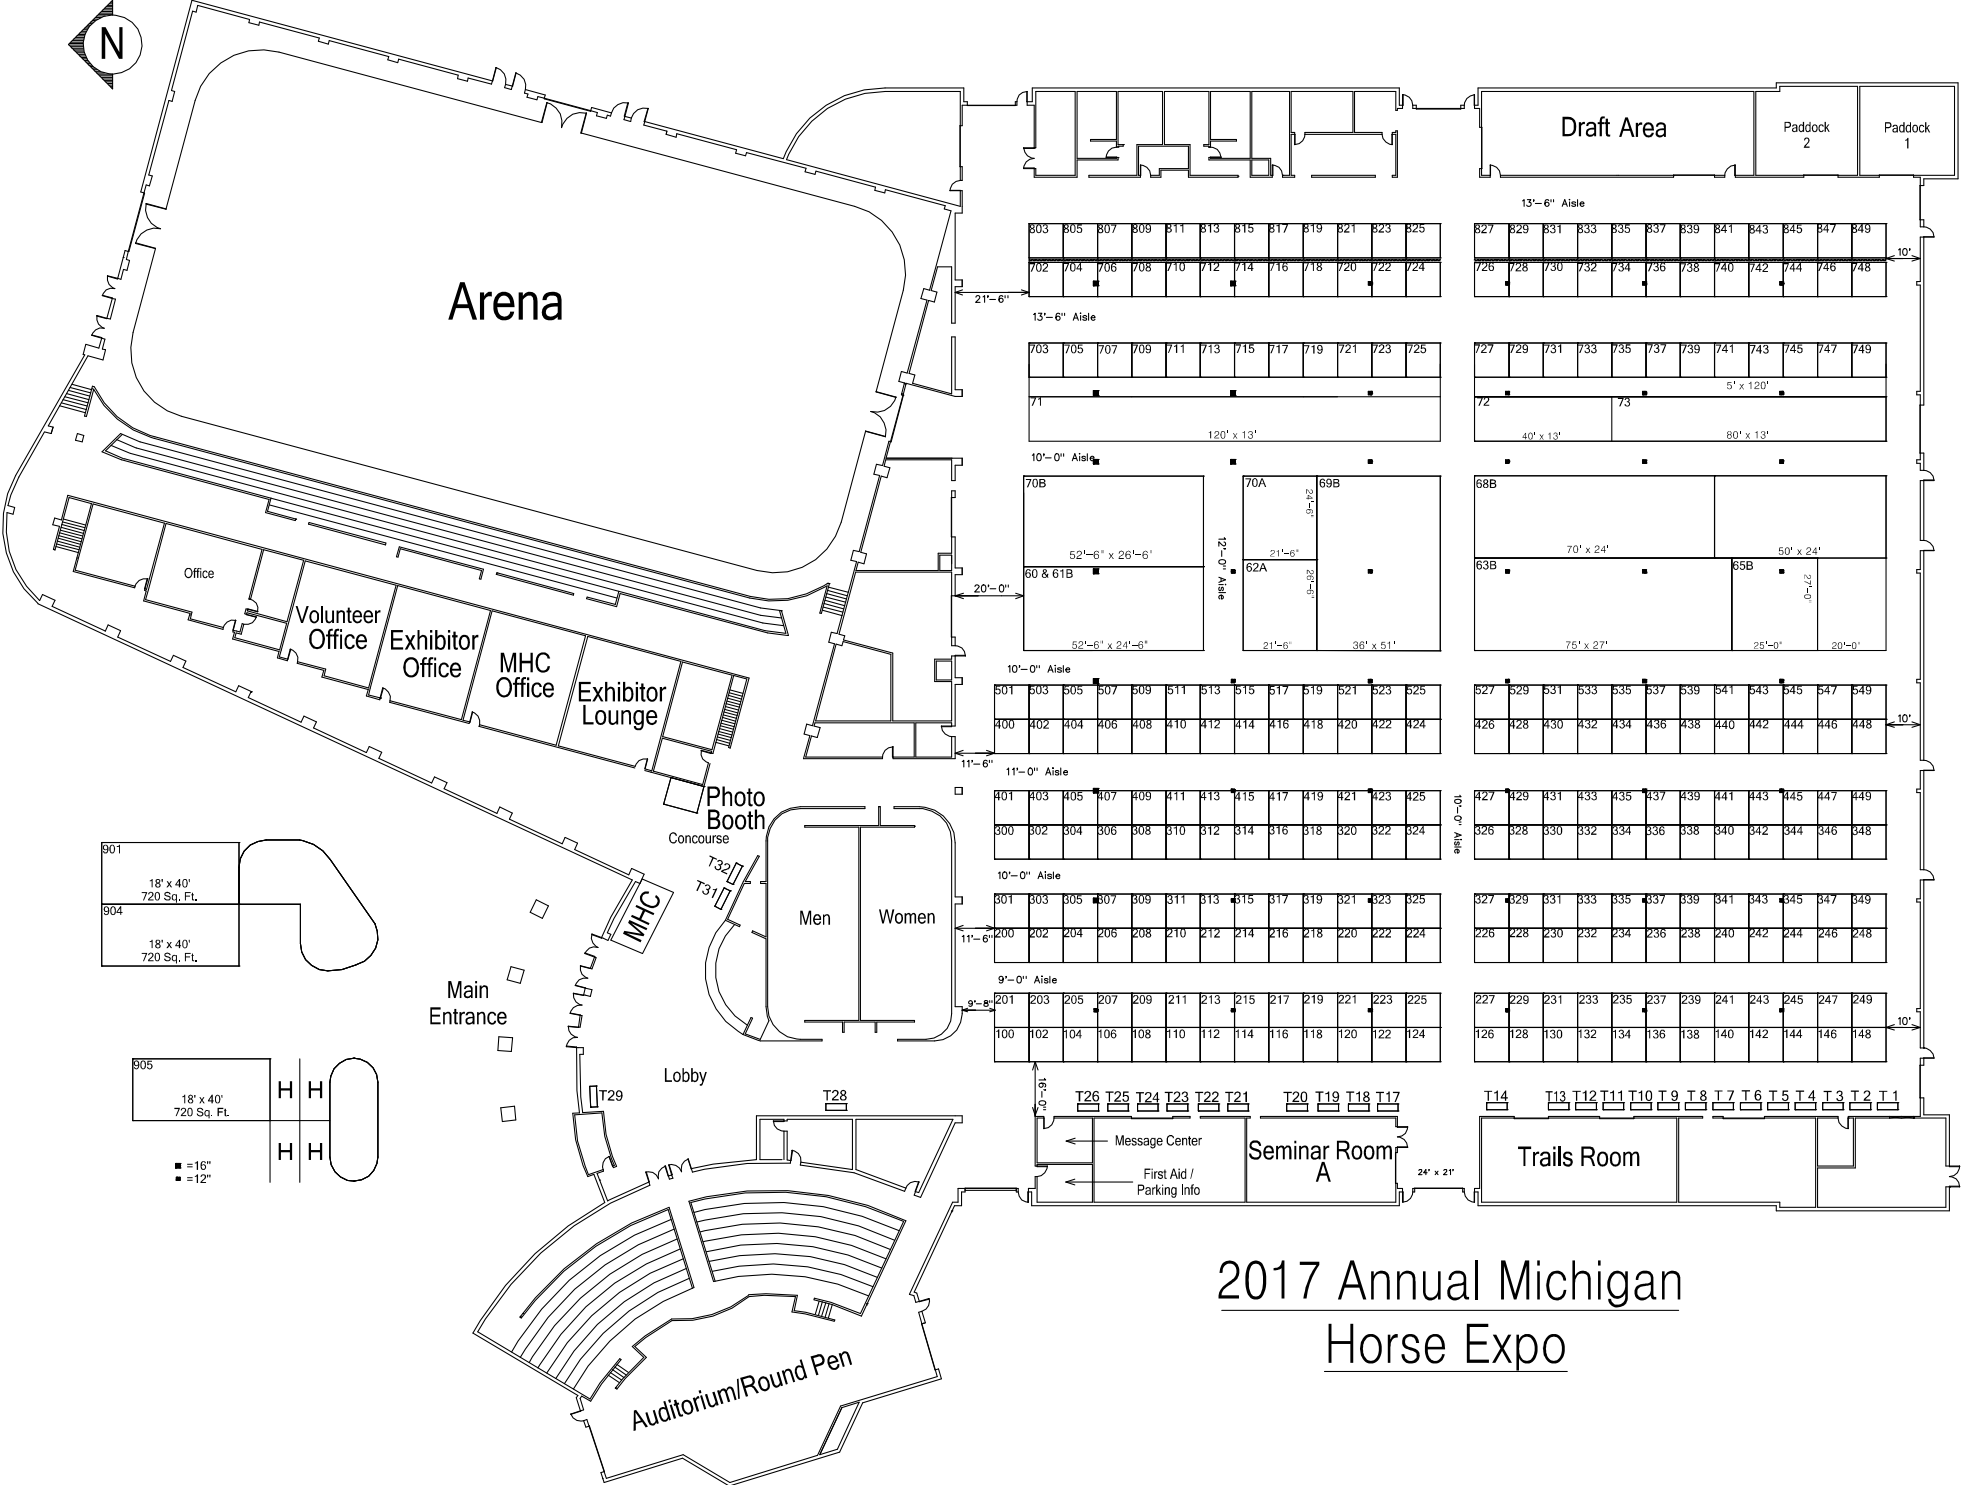 N
Draft Area
Paddock
2
Paddock
1
13'-6" Aisle
803 805 807 809 811 813 815 817 819 821 823 825
827 829 831 833 835 837 839 841 843 845 847 849
10'
702 704 706 708 710 712 714 716 718 720 722 724
726 728 730 732 734 736 738 740 742 744 746 748
Arena
21'-6"
13'-6" Aisle
703 705 707 709 711 713 715 717 719 721 723 725
727 729 731 733 735 737 739 741 743 745 747 749
5' x 120'
71
72
73
120' x 13'
40' x 13'
80' x 13'
10'-0" Aisle
70B
70A
24'-6"
69B
68B
52'-6" x 26'-6"
12'-0" Aisle
21'-6"
70' x 24'
50' x 24'
60 & 61B
62A
26'-6"
63B
65B
27'-0"
20'-0"
52'-6" x 24'-6"
21'-6"
36' x 51'
75' x 27'
25'-0"
20'-0"
Office
Volunteer
Office
Exhibitor
Office
MHC
Office
Exhibitor
Lounge
10'-0" Aisle
501 503 505 507 509 511 513 515 517 519 521 523 525
527 529 531 533 535 537 539 541 543 545 547 549
400 402 404 406 408 410 412 414 416 418 420 422 424
426 428 430 432 434 436 438 440 442 444 446 448
10'
11'-6"
11'-0" Aisle
Photo
Booth
Concourse
401 403 405 407 409 411 413 415 417 419 421 423 425
10'-0" Aisle
427 429 431 433 435 437 439 441 443 445 447 449
300 302 304 306 308 310 312 314 316 318 320 322 324
326 328 330 332 334 336 338 340 342 344 346 348
T32
T31
MHC
10'-0" Aisle
301 303 305 307 309 311 313 315 317 319 321 323 325
327 329 331 333 335 337 339 341 343 345 347 349
Men
Women
11'-6"
200 202 204 206 208 210 212 214 216 218 220 222 224
226 228 230 232 234 236 238 240 242 244 246 248
901
18' x 40'
720 Sq. Ft.
904
18' x 40'
720 Sq. Ft.
Main
Entrance
9'-0" Aisle
9'-8"
201 203 205 207 209 211 213 215 217 219 221 223 225
227 229 231 233 235 237 239 241 243 245 247 249
100 102 104 106 108 110 112 114 116 118 120 122 124
126 128 130 132 134 136 138 140 142 144 146 148
10'
905
18' x 40'
720 Sq. Ft.
H H
H H
=16"
=12"
Lobby
T29
T28
16'-0"
T26 T25 T24 T23 T22 T21 T20 T19 T18 T17
T14 T13 T12 T11 T10 T 9 T 8 T 7 T 6 T 5 T 4 T 3 T 2 T 1
Message Center
First Aid /
Parking Info
Seminar Room
A
24' x 21'
Trails Room
Auditorium/Round Pen
2017 Annual Michigan
Horse Expo